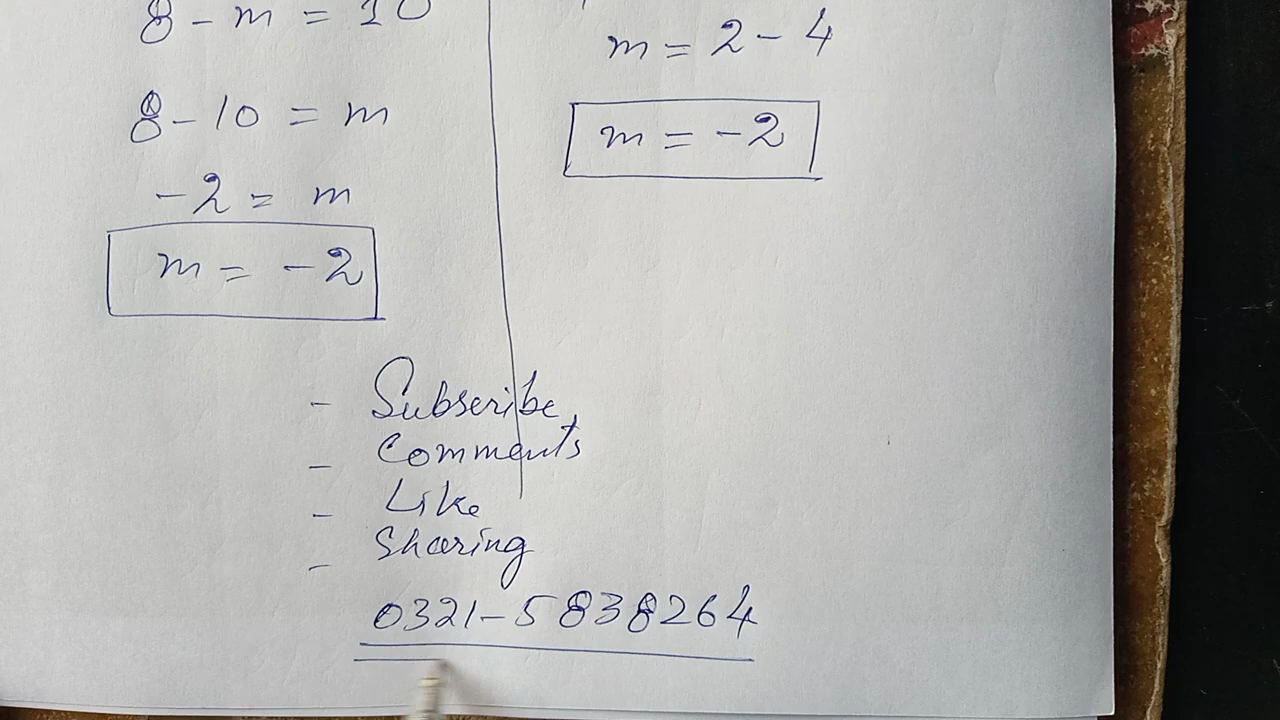 8 - m = 10
8 - 10 = m
-2 = m
m = -2
m = 2 - 4
m = -2
- Subscribe
- Comments
- Like
- Sharing
0321-5838264